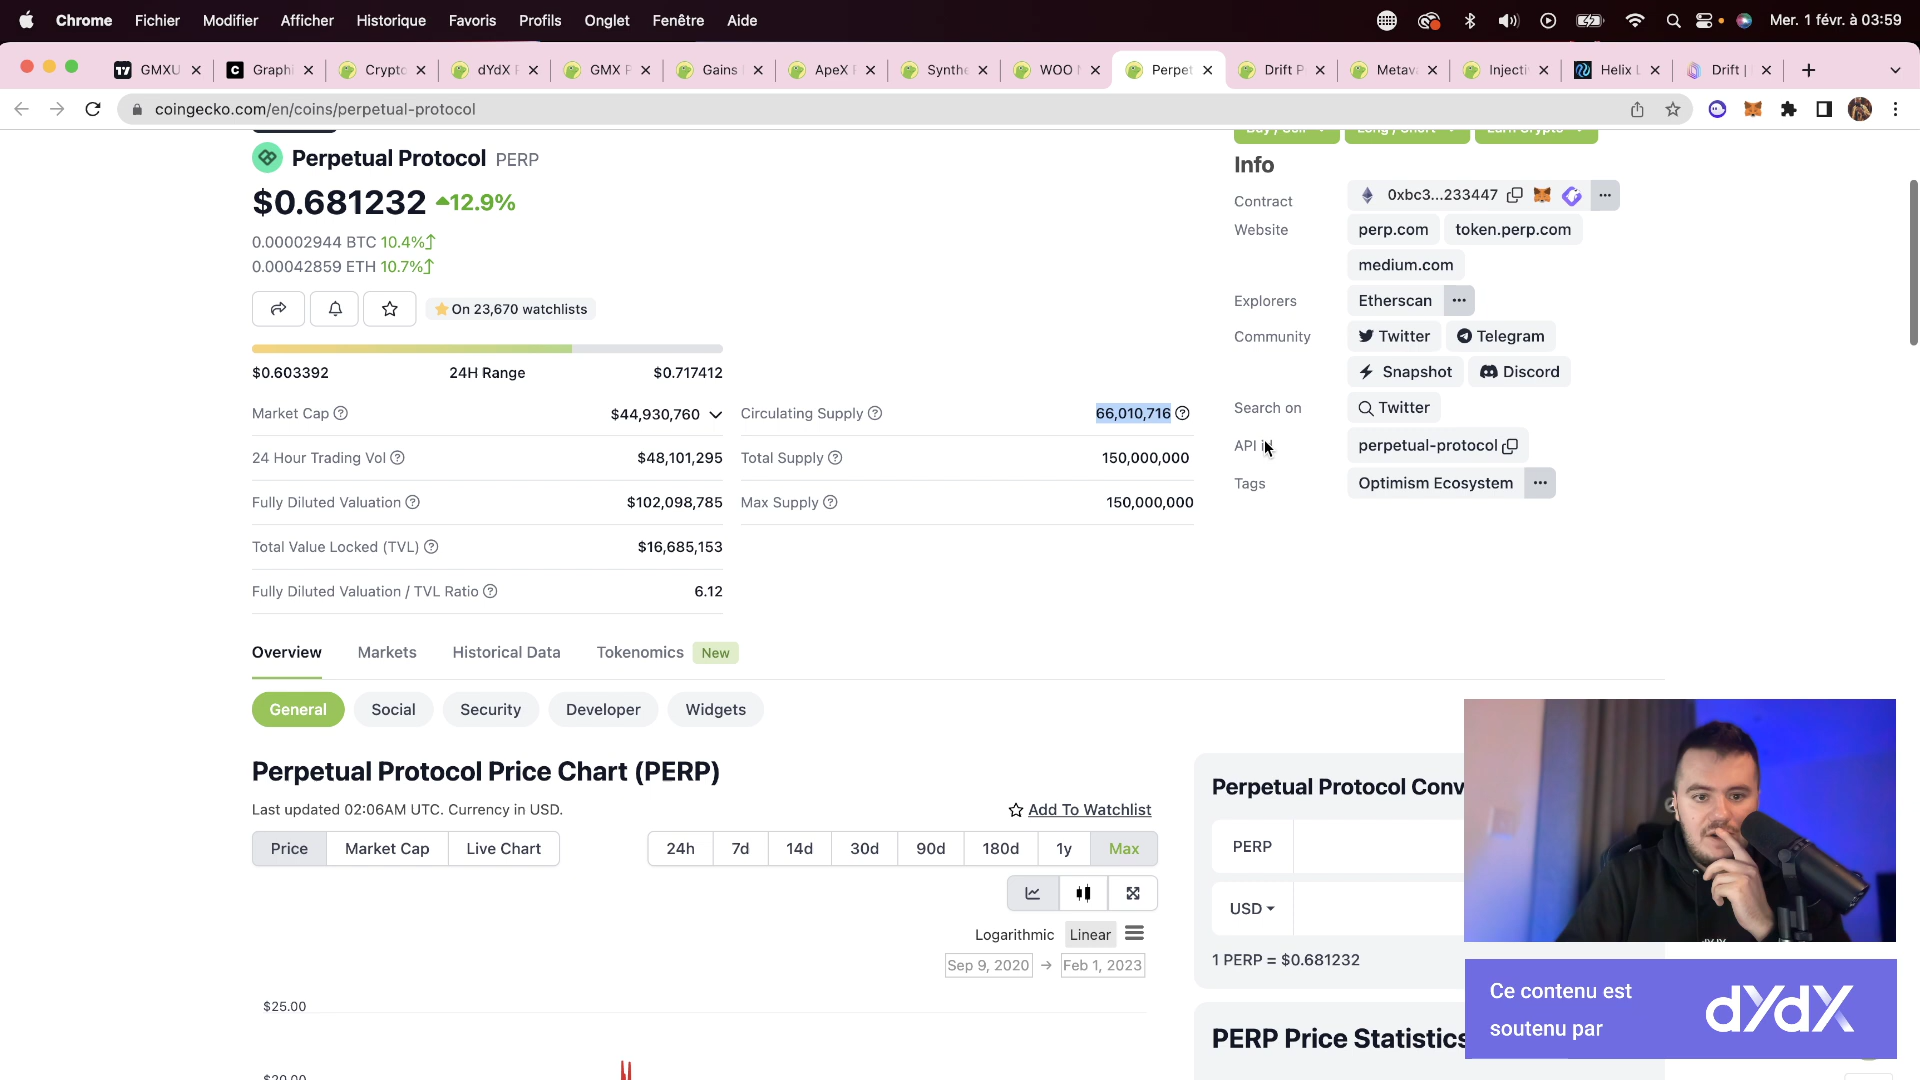 Chrome Fichier Modifier Afficher Historique Favoris Profils Onglet Fenêtre Aide Mer. 1 févr. à 03:59
GMXU Graphi Crypto dYdX GMX P Gains ApeX Synthe WOO Perpet Drift P Metav Injecti Helix Drift |
coingecko.com/en/coins/perpetual-protocol
Perpetual Protocol PERP
$0.681232 12.9%
0.00002944 BTC 10.4%
0.00042859 ETH 10.7%
On 23,670 watchlists
$0.603392 24H Range $0.717412
Market Cap $44,930,760
24 Hour Trading Vol $48,101,295
Fully Diluted Valuation $102,098,785
Total Value Locked (TVL) $16,685,153
Fully Diluted Valuation / TVL Ratio 6.12
Circulating Supply 66,010,716
Total Supply 150,000,000
Max Supply 150,000,000
Buy / Sell Long / Short Earn Crypto
Info
Contract 0xbc3...233447
Website perp.com token.perp.com
medium.com
Explorers Etherscan
Community Twitter Telegram
Snapshot Discord
Search on Twitter
API perpetual-protocol
Tags Optimism Ecosystem
Overview Markets Historical Data Tokenomics New
General Social Security Developer Widgets
Perpetual Protocol Price Chart (PERP)
Last updated 02:06AM UTC. Currency in USD.
Add To Watchlist
Price Market Cap Live Chart
24h 7d 14d 30d 90d 180d 1y Max
Logarithmic Linear
Sep 9, 2020 → Feb 1, 2023
$25.00
$20.00
Perpetual Protocol Conv
PERP
USD
1 PERP = $0.681232
PERP Price Statistics
Ce contenu est
soutenu par
dYdX